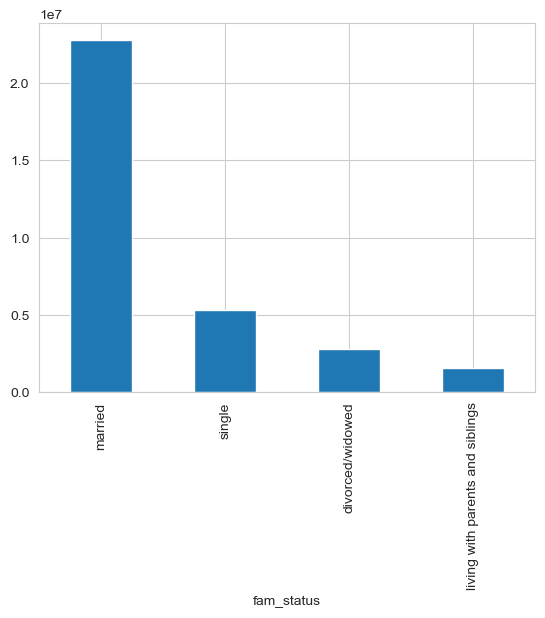 1e7
2.0
1.5
1.0
0.5
0.0
married
single
divorced/widowed
living with parents and siblings
fam_status